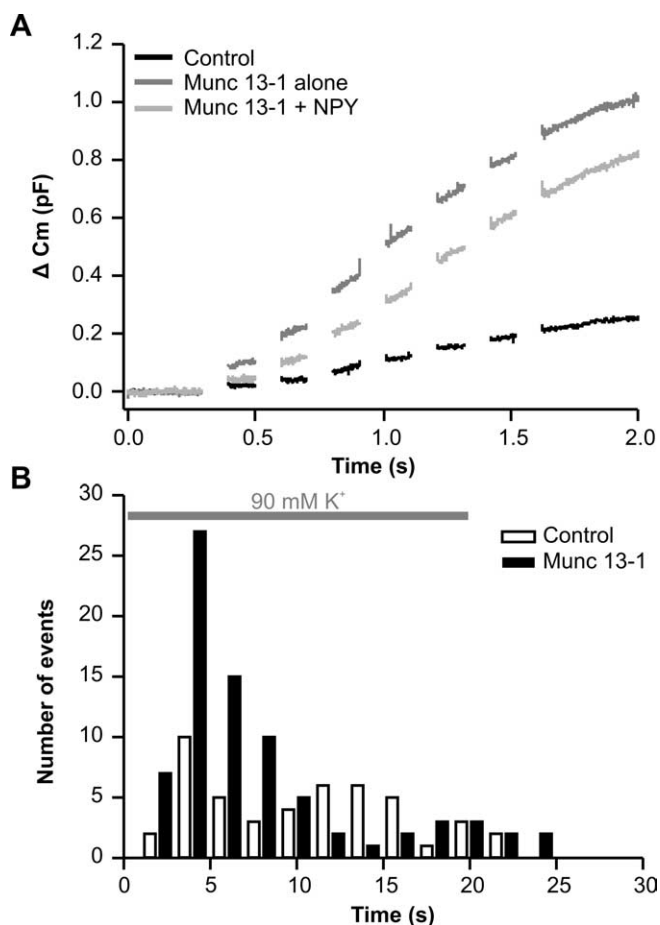 A
1.2
1.0
0.8
0.6
0.4
0.2
0.0
Δ Cm (pF)
Control
Munc 13-1 alone
Munc 13-1 + NPY
0.0 0.5 1.0 1.5 2.0
Time (s)
B
30
25
20
15
10
5
0
Number of events
90 mM K⁺
Control
Munc 13-1
0 5 10 15 20 25 30
Time (s)